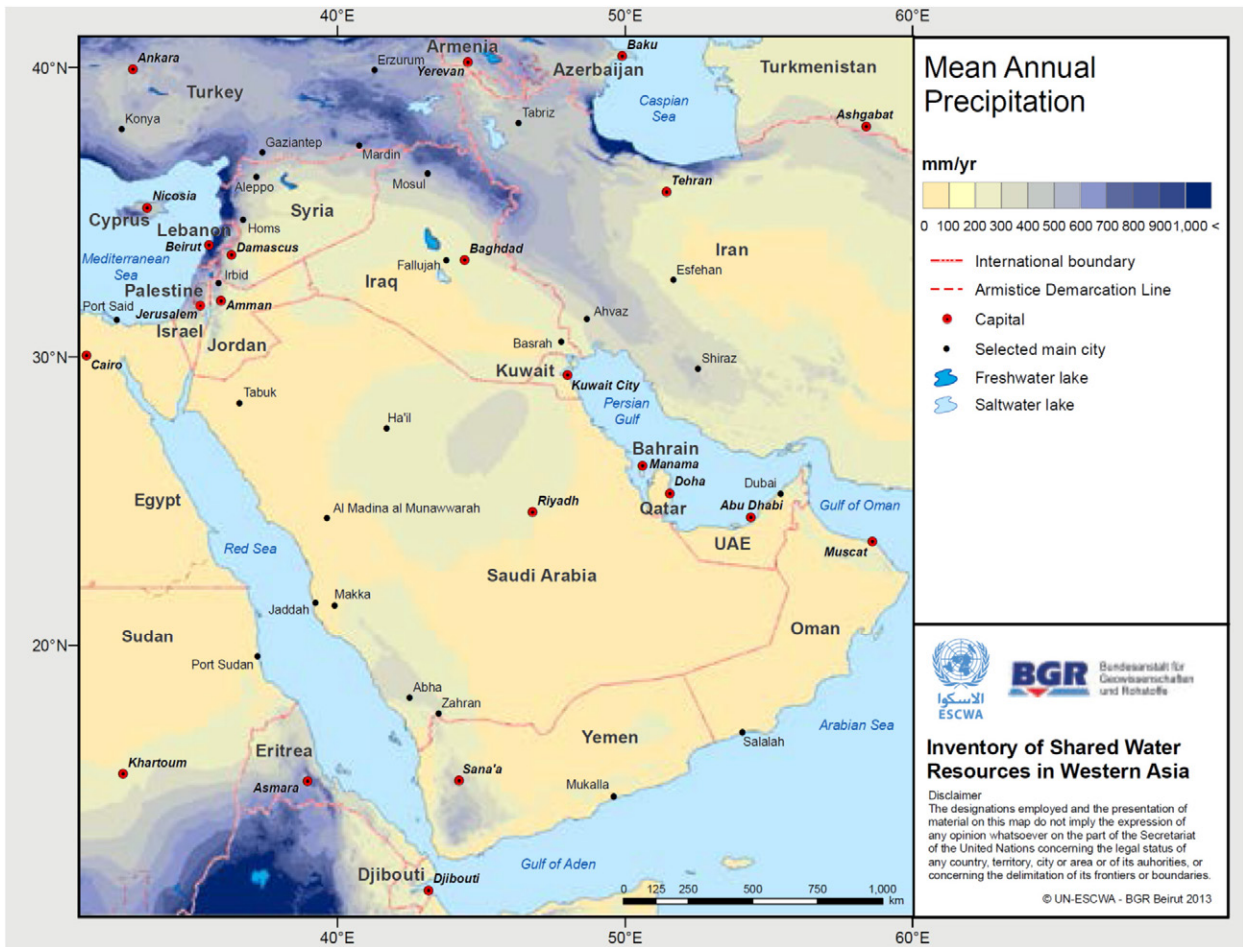 40°E
50°E
60°E
40°N
30°N
20°N
40°E
50°E
60°E
Ankara
Turkey
Konya
Erzurum
Armenia
Yerevan
Baku
Azerbaijan
Turkmenistan
Caspian
Sea
Ashgabat
Tabriz
Gaziantep
Mardin
Aleppo
Mosul
Tehran
Nicosia
Cyprus
Syria
Lebanon
Homs
Beirut
Damascus
Mediterranean
Sea
Irbid
Baghdad
Fallujah
Iraq
Iran
Esfehan
Palestine
Port Said
Jerusalem
Amman
Israel
Jordan
Ahvaz
Basrah
Cairo
Kuwait
Kuwait City
Shiraz
Tabuk
Persian
Gulf
Ha'il
Bahrain
Manama
Doha
Dubai
Egypt
Al Madina al Munawwarah
Riyadh
Qatar
Abu Dhabi
Gulf of Oman
UAE
Muscat
Red Sea
Saudi Arabia
Jaddah
Makka
Sudan
Oman
Port Sudan
Abha
Zahran
Arabian Sea
Yemen
Salalah
Eritrea
Khartoum
Asmara
Sana'a
Mukalla
Gulf of Aden
Djibouti
Djibouti
0 125 250 500 750 1,000
km
Mean Annual
Precipitation
mm/yr
0 100 200 300 400 500 600 700 800 900 1,000 <
International boundary
Armistice Demarcation Line
Capital
Selected main city
Freshwater lake
Saltwater lake
الاسكوا
ESCWA
BGR
Bundesanstalt für
Geowissenschaften
und Rohstoffe
Inventory of Shared Water
Resources in Western Asia
Disclaimer
The designations employed and the presentation of
material on this map do not imply the expression of
any opinion whatsoever on the part of the Secretariat
of the United Nations concerning the legal status of
any country, territory, city or area or of its auhorities, or
concerning the delimitation of its frontiers or boundaries.
© UN-ESCWA - BGR Beirut 2013